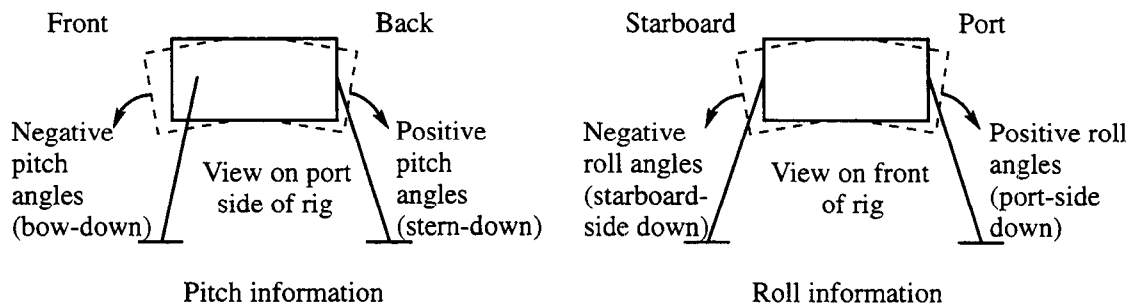 Front
Back
Negative
pitch
angles
(bow-down)
View on port
side of rig
Positive
pitch
angles
(stern-down)
Pitch information
Starboard
Port
Negative
roll angles
(starboard-
side down)
View on front
of rig
Positive roll
angles
(port-side
down)
Roll information